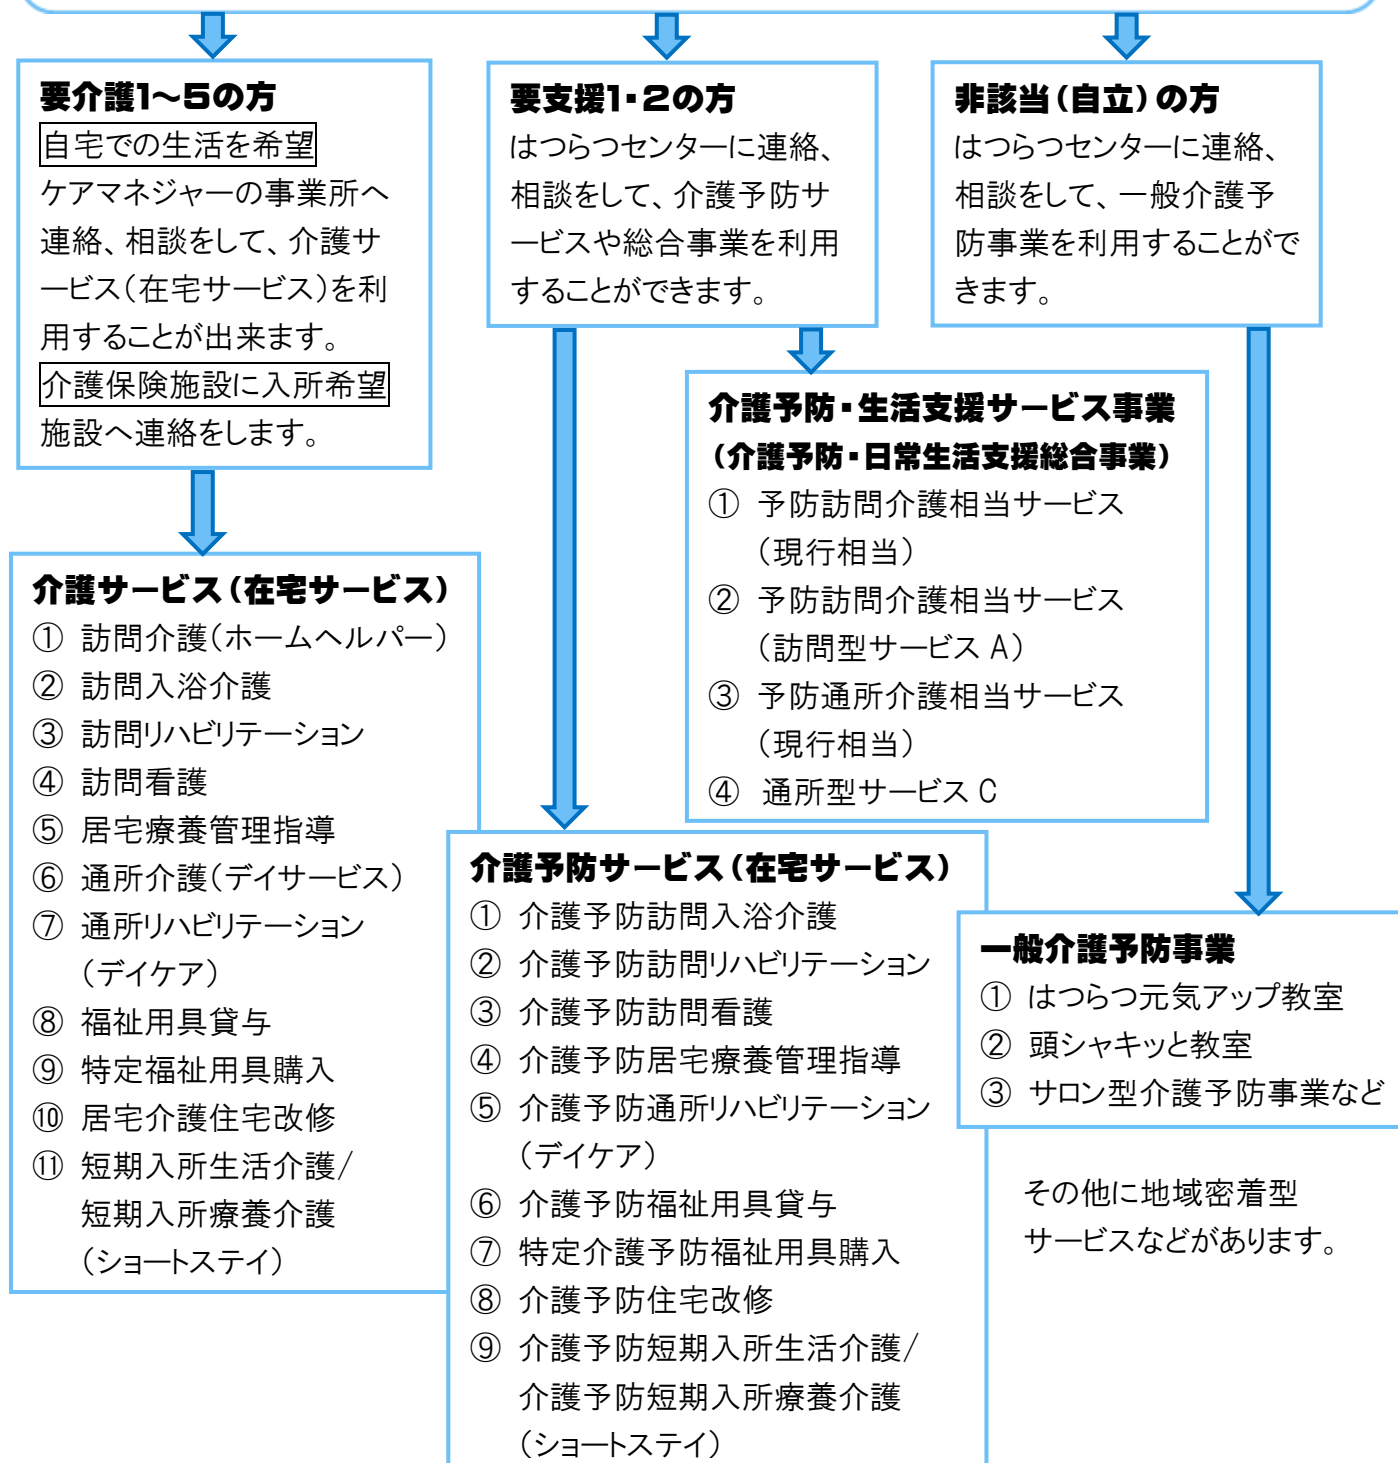 要介護1～5の方
自宅での生活を希望
ケアマネジャーの事業所へ
連絡、相談をして、介護サ
ービス（在宅サービス）を利
用することが出来ます。
介護保険施設に入所希望
施設へ連絡をします。
要支援1・2の方
はつらつセンターに連絡、
相談をして、介護予防サ
ービスや総合事業を利用
することができます。
非該当（自立）の方
はつらつセンターに連絡、
相談をして、一般介護予
防事業を利用することがで
きます。
介護予防・生活支援サービス事業
（介護予防・日常生活支援総合事業）
① 予防訪問介護相当サービス
（現行相当）
② 予防訪問介護相当サービス
（訪問型サービス A）
③ 予防通所介護相当サービス
（現行相当）
④ 通所型サービス C
介護サービス（在宅サービス）
① 訪問介護（ホームヘルパー）
② 訪問入浴介護
③ 訪問リハビリテーション
④ 訪問看護
⑤ 居宅療養管理指導
⑥ 通所介護（デイサービス）
⑦ 通所リハビリテーション
（デイケア）
⑧ 福祉用具貸与
⑨ 特定福祉用具購入
⑩ 居宅介護住宅改修
⑪ 短期入所生活介護/
短期入所療養介護
（ショートステイ）
介護予防サービス（在宅サービス）
① 介護予防訪問入浴介護
② 介護予防訪問リハビリテーション
③ 介護予防訪問看護
④ 介護予防居宅療養管理指導
⑤ 介護予防通所リハビリテーション
（デイケア）
⑥ 介護予防福祉用具貸与
⑦ 特定介護予防福祉用具購入
⑧ 介護予防住宅改修
⑨ 介護予防短期入所生活介護/
介護予防短期入所療養介護
（ショートステイ）
一般介護予防事業
① はつらつ元気アップ教室
② 頭シャキッと教室
③ サロン型介護予防事業など
その他に地域密着型
サービスなどがあります。